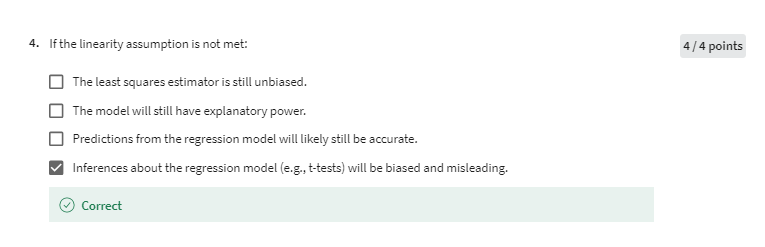 4. If the linearity assumption is not met:
4 / 4 points
The least squares estimator is still unbiased.
The model will still have explanatory power.
Predictions from the regression model will likely still be accurate.
Inferences about the regression model (e.g., t-tests) will be biased and misleading.
Correct